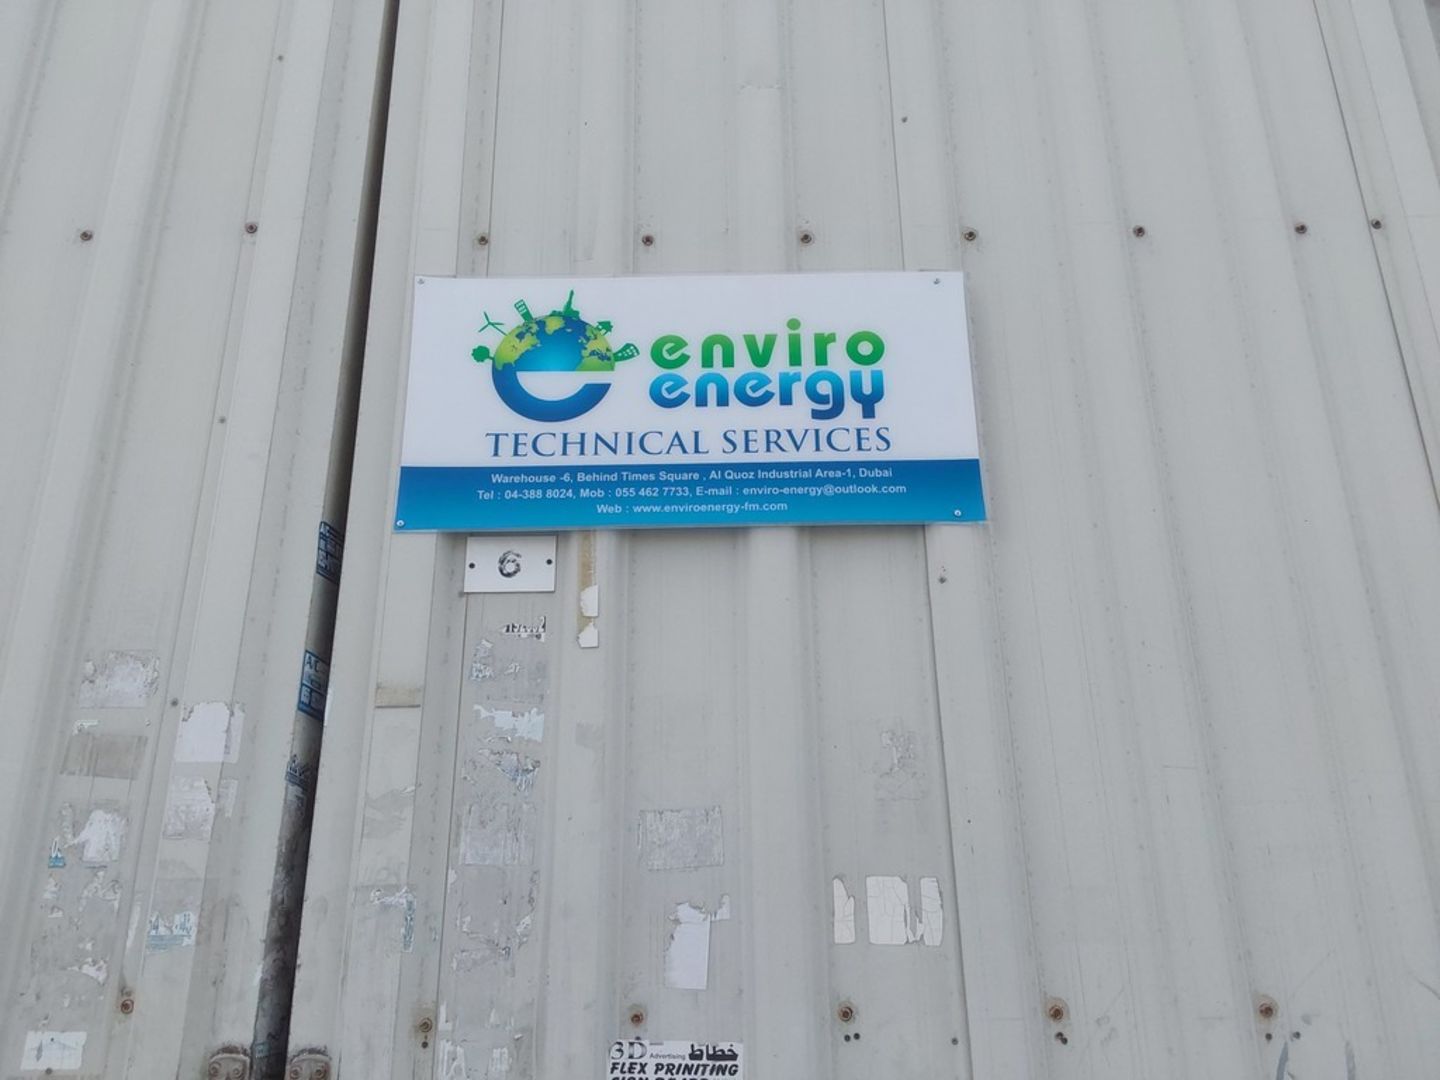 enviro
energy
TECHNICAL SERVICES
Warehouse -6, Behind Times Square , Al Quoz Industrial Area-1, Dubai
Tel : 04-388 8024, Mob : 055 462 7733, E-mail : enviro-energy@outlook.com
Web : www.enviroenergy-fm.com
6
A/C
3D Advertising خطاط
FLEX PRINITING